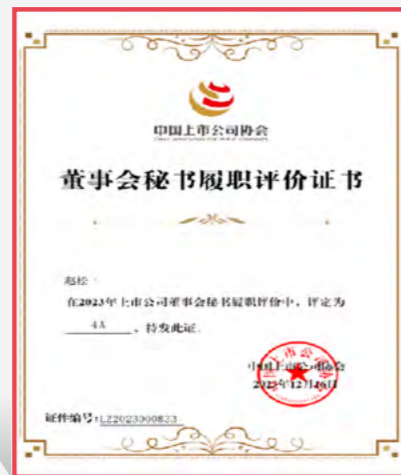 中国上市公司协会
董事会秘书履职评价证书
赵松：
在2023年上市公司董事会秘书履职评价中，评定为
4A，特发此证。
中国上市公司协会
2023年12月26日
证件编号：LZ2023000833